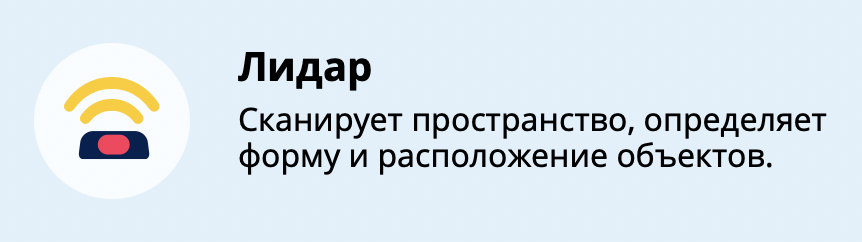 Лидар
Сканирует пространство, определяет
форму и расположение объектов.